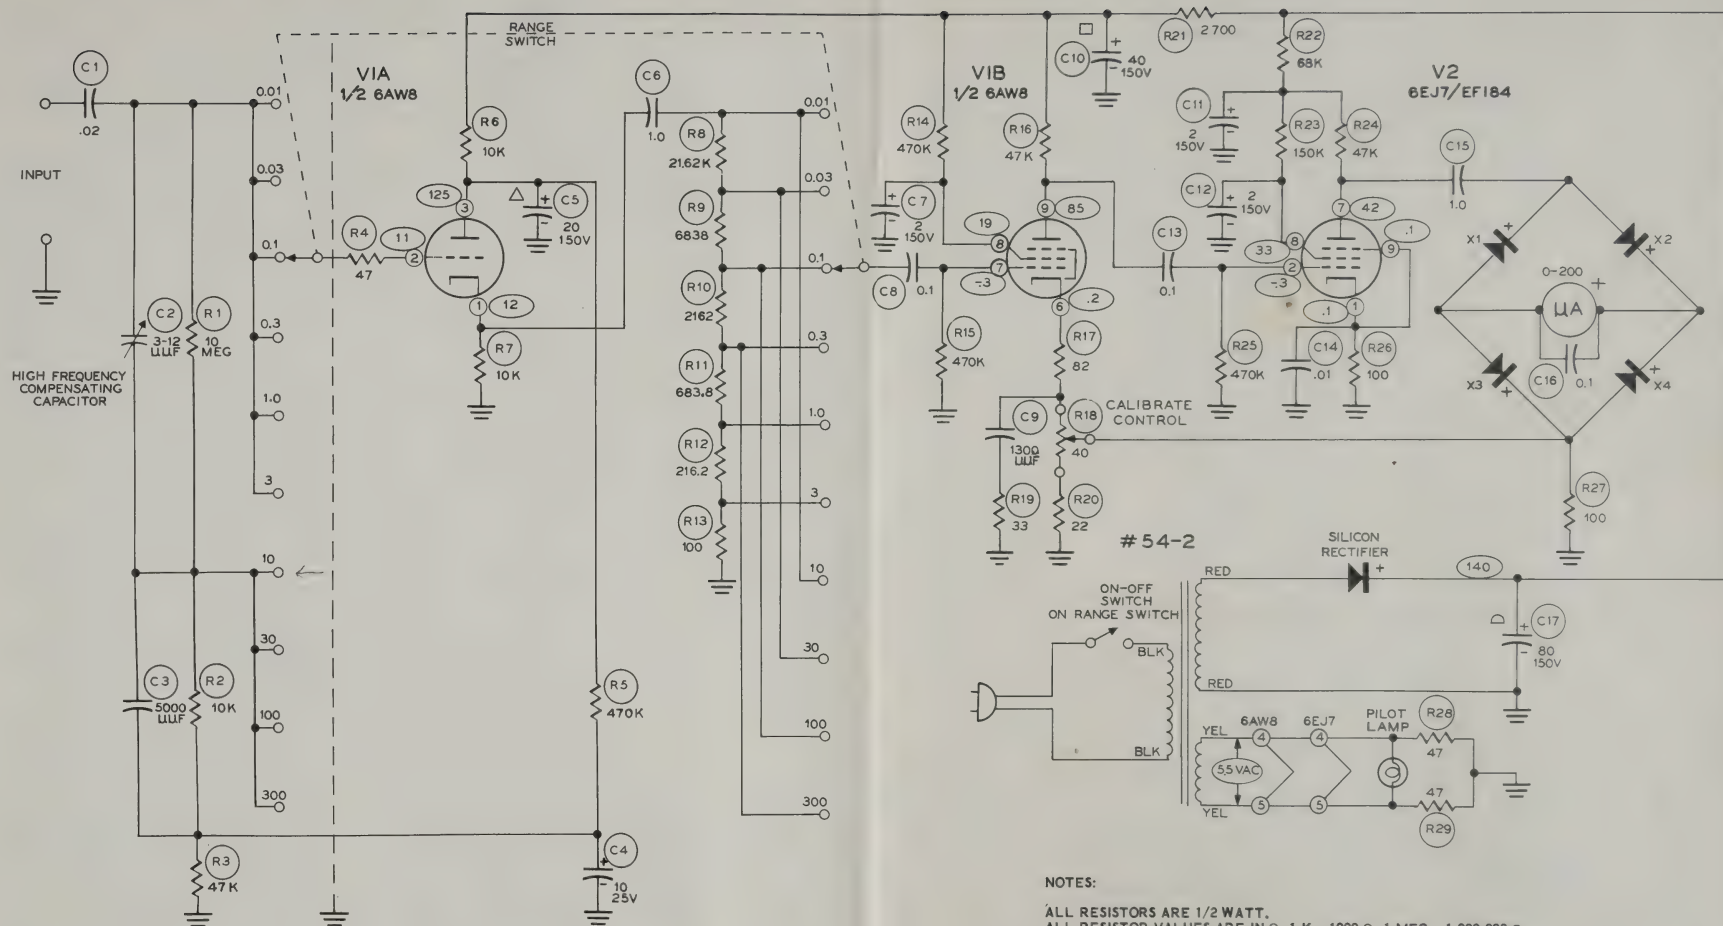 RANGE
SWITCH
C1
.02
INPUT
0.01
0.03
0.1
0.3
1.0
3
10
30
100
300
C2
3-12
UUF
R1
10
MEG
HIGH FREQUENCY
COMPENSATING
CAPACITOR
C3
5000
UUF
R2
10K
R3
47K
V1A
1/2 6AW8
R4
47
11
2
125
3
1
12
R6
10K
C5
+
-
20
150V
R7
10K
R5
470K
C4
+
-
10
25V
C6
1.0
R8
21.62K
R9
6838
R10
2162
R11
683.8
R12
216.2
R13
100
0.01
0.03
0.1
0.3
1.0
3
10
30
100
300
V1B
1/2 6AW8
R14
470K
R16
47K
C7
+
-
2
150V
C8
0.1
R15
470K
19
8
-.3
7
9
85
6
.2
R17
82
C9
1300
UUF
R18
40
CALIBRATE
CONTROL
R19
33
R20
22
C10
+
-
40
150V
R21
2700
R22
68K
C11
+
-
2
150V
R23
150K
R24
47K
C12
+
-
2
150V
C13
0.1
R25
470K
V2
6EJ7/EF184
33
8
-.3
2
7
42
9
.1
.1
1
C14
.01
R26
100
C15
1.0
X1
+
X2
+
0-200
UA
+
C16
0.1
X3
+
X4
+
R27
100
#54-2
ON-OFF
SWITCH
ON RANGE SWITCH
BLK
BLK
RED
RED
SILICON
RECTIFIER
+
140
C17
+
-
80
150V
YEL
YEL
5.5 VAC
6AW8
4
5
6EJ7
4
5
PILOT
LAMP
R28
47
47
R29
NOTES:
ALL RESISTORS ARE 1/2 WATT.